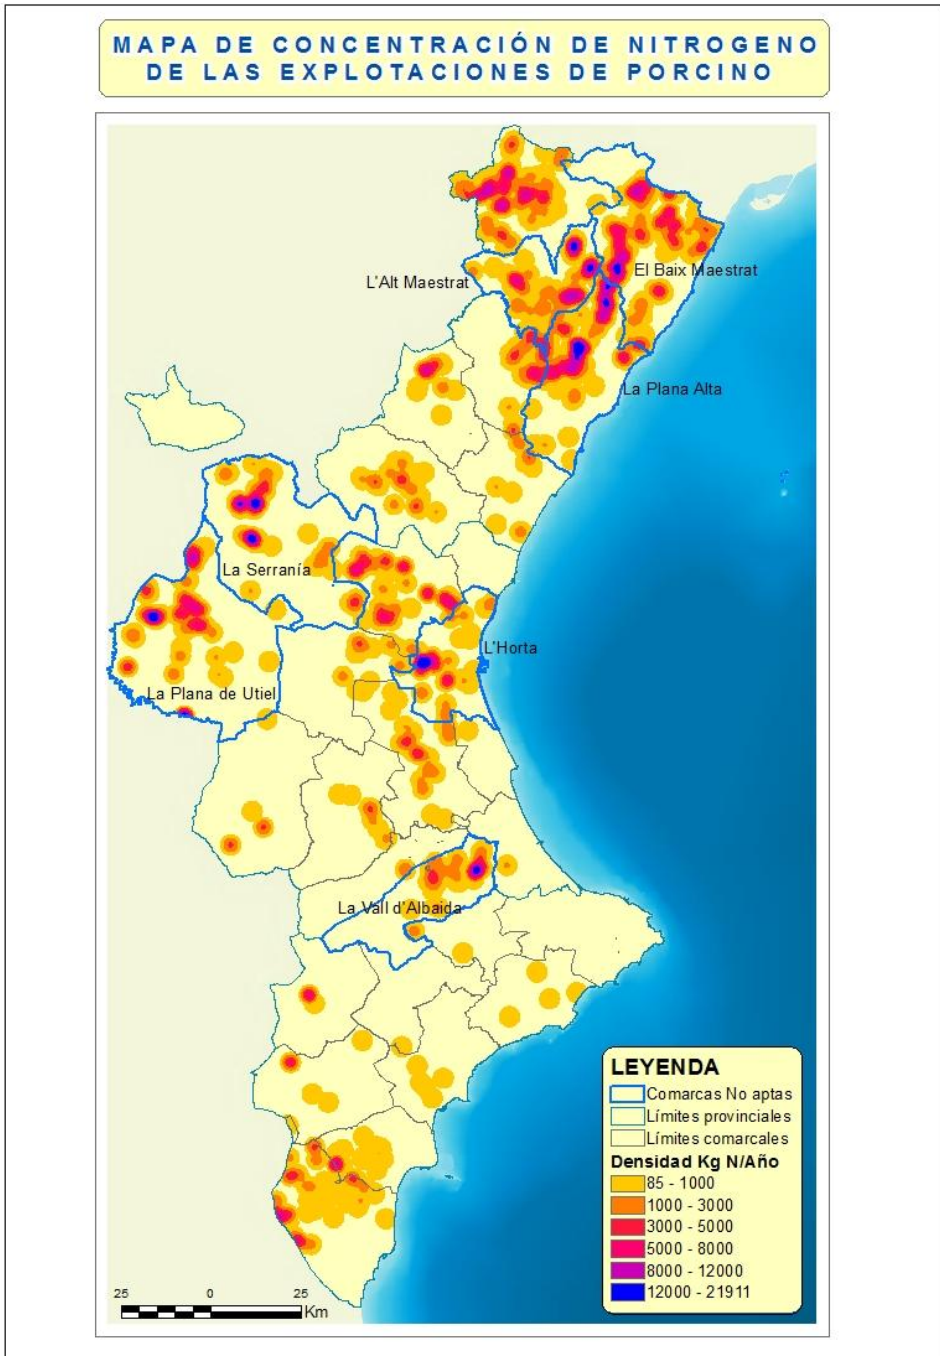 MAPA DE CONCENTRACIÓN DE NITROGENO
DE LAS EXPLOTACIONES DE PORCINO
El Baix Maestrat
L'Alt Maestrat
La Plana Alta
La Serranía
L'Horta
La Plana de Utiel
La Vall d'Albaida
LEYENDA
Comarcas No aptas
Límites provinciales
Límites comarcales
Densidad Kg N/Año
85 - 1000
1000 - 3000
3000 - 5000
5000 - 8000
8000 - 12000
12000 - 21911
25 0 25
Km